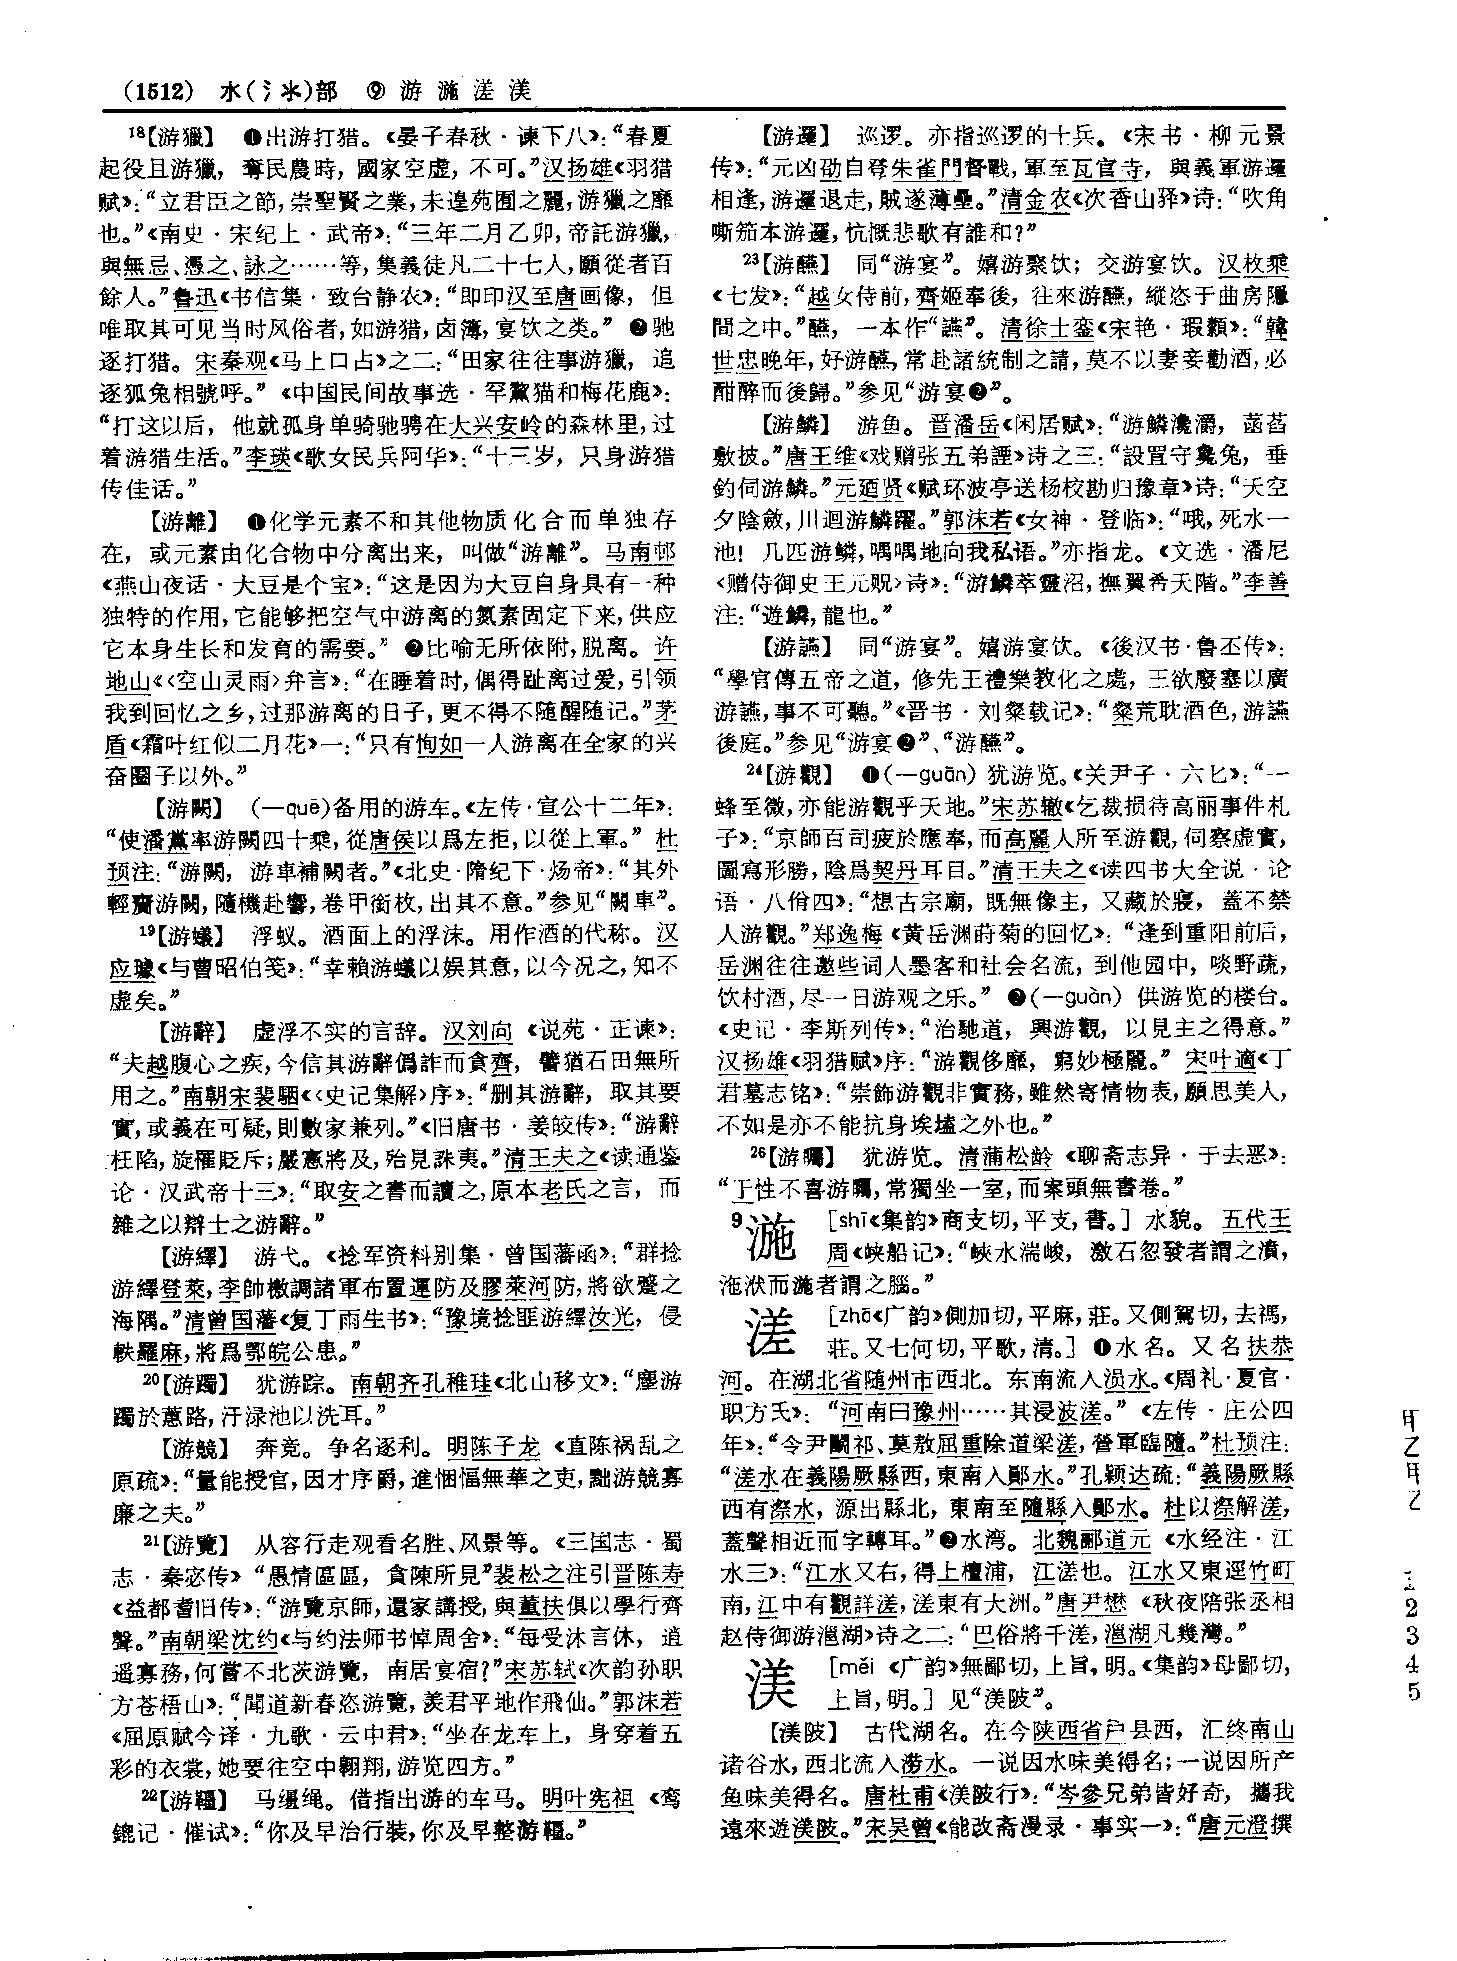 (1512) 水(氵氺)部 ⑨ 游湤溠渼
18【游獵】 ❶出游打猎。《晏子春秋·谏下八》：“春夏
起役且游獵，奪民農時，國家空虚，不可。”汉扬雄《羽猎
赋》：“立君臣之節，崇聖賢之業，未遑苑囿之麗，游獵之靡
也。”《南史·宋纪上·武帝》：“三年二月乙卯，帝託游獵，
與無忌、憑之、詠之……等，集義徒凡二十七人，願從者百
餘人。”鲁迅《书信集·致台静农》：“即印汉至唐画像，但
唯取其可见当时风俗者，如游猎，卤簿，宴饮之类。” ❷驰
逐打猎。宋秦观《马上口占》之二：“田家往往事游獵，追
逐狐兔相號呼。”《中国民间故事选·罕鷘猫和梅花鹿》：
“打这以后，他就孤身单骑驰骋在大兴安岭的森林里，过
着游猎生活。”李瑛《歌女民兵阿华》：“十三岁，只身游猎
传佳话。”
【游離】 ❶化学元素不和其他物质化合而单独存
在，或元素由化合物中分离出来，叫做“游離”。马南邨
《燕山夜话·大豆是个宝》：“这是因为大豆自身具有一种
独特的作用，它能够把空气中游离的氮素固定下来，供应
它本身生长和发育的需要。” ❷比喻无所依附，脱离。许
地山《〈空山灵雨〉弁言》：“在睡着时，偶得趾离过爱，引领
我到回忆之乡，过那游离的日子，更不得不随醒随记。”茅
盾《霜叶红似二月花》一：“只有恂如一人游离在全家的兴
奋圈子以外。”
【游闕】 (—quē)备用的游车。《左传·宣公十二年》：
“使潘黨率游闕四十乘，從唐侯以爲左拒，以從上軍。” 杜
预注：“游闕，游車補闕者。”《北史·隋纪下·炀帝》：“其外
輕齎游闕，隨機赴響，卷甲銜枚，出其不意。”参见“闕車”。
19【游蟻】 浮蚁。酒面上的浮沫。用作酒的代称。汉
应璩《与曹昭伯笺》：“幸賴游蟻以娱其意，以今况之，知不
虚矣。”
【游辭】 虚浮不实的言辞。汉刘向《说苑·正谏》：
“夫越腹心之疾，今信其游辭僞詐而貪齊，譬猶石田無所
用之。”南朝宋裴駰《〈史记集解〉序》：“删其游辭，取其要
實，或義在可疑，則數家兼列。”《旧唐书·姜皎传》：“游辭
枉陷，旋罹貶斥；嚴憲將及，殆見誅夷。”清王夫之《读通鉴
论·汉武帝十三》：“取安之書而讀之，原本老氏之言，而
雜之以辯士之游辭。”
【游繹】 游弋。《捻军资料别集·曾国藩函》：“群捻
游繹登萊，李帥檄調諸軍布置運防及膠萊河防，將欲蹙之
海隅。”清曾国藩《复丁雨生书》：“豫境捻匪游繹汝光，侵
軼羅麻，將爲鄂皖公患。”
20【游躅】 犹游踪。南朝齐孔稚珪《北山移文》：“塵游
躅於蕙路，汙渌池以洗耳。”
【游競】 奔竞。争名逐利。明陈子龙《直陈祸乱之
原疏》：“量能授官，因才序爵，進悃愊無華之吏，黜游競寡
廉之夫。”
21【游覽】 从容行走观看名胜、风景等。《三国志·蜀
志·秦宓传》“愚情區區，貪陳所見”裴松之注引晋陈寿
《益都耆旧传》：“游覽京師，還家講授，與董扶俱以學行齊
聲。”南朝梁沈约《与约法师书悼周舍》：“每受沐言休，逍
遥寡務，何嘗不北茨游覽，南居宴宿？”宋苏轼《次韵孙职
方苍梧山》：“聞道新春恣游覽，羡君平地作飛仙。”郭沫若
《屈原赋今译·九歌·云中君》：“坐在龙车上，身穿着五
彩的衣裳，她要往空中翱翔，游览四方。”
22【游韁】 马缰绳。借指出游的车马。明叶宪祖《鸾
鎞记·催试》：“你及早治行裝，你及早整游韁。”
【游邏】 巡逻。亦指巡逻的士兵。《宋书·柳元景
传》：“元凶劭自登朱雀門督戰，軍至瓦官寺，與義軍游邏
相逢，游邏退走，賊遂薄壘。”清金农《次香山驿》诗：“吹角
嘶笳本游邏，忼慨悲歌有誰和？”
23【游醼】 同“游宴”。嬉游聚饮；交游宴饮。汉枚乘
《七发》：“越女侍前，齊姬奉後，往來游醼，縱恣于曲房隱
間之中。”醼，一本作“讌”。清徐士銮《宋艳·瑕纇》：“韓
世忠晚年，好游醼，常赴諸統制之請，莫不以妻妾勸酒，必
酣醉而後歸。”参见“游宴❷”。
【游鱗】 游鱼。晋潘岳《闲居赋》：“游鱗瀺灂，菡萏
敷披。”唐王维《戏赠张五弟諲》诗之三：“設置守毚兔，垂
釣伺游鱗。”元廼贤《赋环波亭送杨校勘归豫章》诗：“天空
夕陰斂，川迴游鱗躍。”郭沫若《女神·登临》：“哦，死水一
池！几匹游鳞，喁喁地向我私语。”亦指龙。《文选·潘尼
〈赠侍御史王元贶〉诗》：“游鱗萃靈沼，撫翼希天階。”李善
注：“遊鱗，龍也。”
【游讌】 同“游宴”。嬉游宴饮。《後汉书·鲁丕传》：
“學官傳五帝之道，修先王禮樂教化之處，王欲廢塞以廣
游讌，事不可聽。”《晋书·刘粲载记》：“粲荒耽酒色，游讌
後庭。”参见“游宴❷”、“游醼”。
24【游觀】 ❶(—guān) 犹游览。《关尹子·六匕》：“一
蜂至微，亦能游觀乎天地。”宋苏辙《乞裁损待高丽事件札
子》：“京師百司疲於應奉，而高麗人所至游觀，伺察虚實，
圖寫形勝，陰爲契丹耳目。”清王夫之《读四书大全说·论
语·八佾四》：“想古宗廟，既無像主，又藏於寢，蓋不禁
人游觀。”郑逸梅《黄岳渊莳菊的回忆》：“逢到重阳前后，
岳渊往往邀些词人墨客和社会名流，到他园中，啖野蔬，
饮村酒，尽一日游观之乐。” ❷(—guàn) 供游览的楼台。
《史记·李斯列传》：“治馳道，興游觀，以見主之得意。”
汉扬雄《羽猎赋》序：“游觀侈靡，窮妙極麗。” 宋叶適《丁
君墓志铭》：“崇飾游觀非實務，雖然寄情物表，願思美人，
不如是亦不能抗身埃壒之外也。”
26【游矚】 犹游览。清蒲松龄《聊斋志异·于去恶》：
“于性不喜游矚，常獨坐一室，而案頭無書卷。”
9湤 [shī《集韵》商支切，平支，書。] 水貌。五代王
周《峡船记》：“峽水湍峻，激石忽發者謂之濆，
沲洑而湤者謂之腦。”
溠 [zhā《广韵》側加切，平麻，莊。又側駕切，去禡，
莊。又七何切，平歌，清。] ❶水名。又名扶恭
河。在湖北省随州市西北。东南流入涢水。《周礼·夏官·
职方氏》：“河南曰豫州……其浸波溠。”《左传·庄公四
年》：“令尹鬭祁、莫敖屈重除道梁溠，營軍臨隨。”杜预注：
“溠水在義陽厥縣西，東南入鄖水。”孔颖达疏：“義陽厥縣
西有溠水，源出縣北，東南至隨縣入鄖水。杜以溠解溠，
蓋聲相近而字轉耳。”❷水湾。北魏郦道元《水经注·江
水三》：“江水又右，得上檀浦，江溠也。江水又東逕竹町
南，江中有觀詳溠，溠東有大洲。”唐尹懋《秋夜陪张丞相
赵侍御游㴩湖》诗之二：“巴俗將千溠，㴩湖凡幾灣。”
渼 [měi《广韵》無鄙切，上旨，明。《集韵》母鄙切，
上旨，明。] 见“渼陂”。
【渼陂】 古代湖名。在今陕西省户县西，汇终南山
诸谷水，西北流入涝水。一说因水味美得名；一说因所产
鱼味美得名。唐杜甫《渼陂行》：“岑參兄弟皆好奇，攜我
遠來遊渼陂。”宋吴曾《能改斋漫录·事实一》：“唐元澄撰
甲乙甲乙 12345